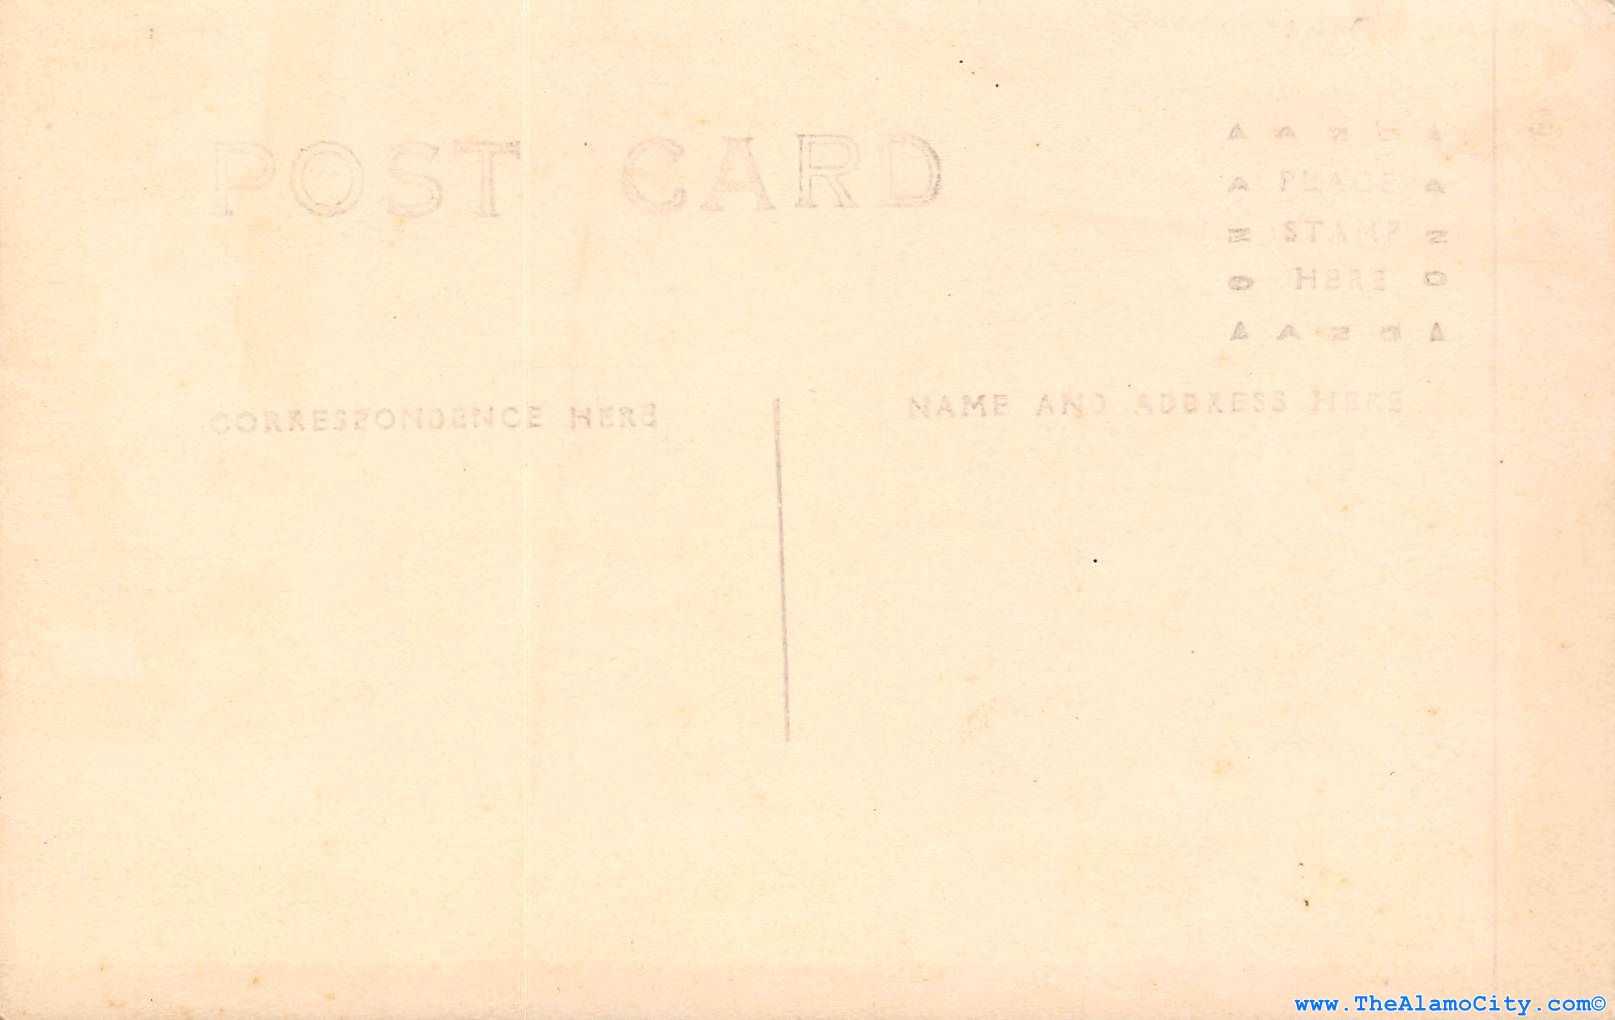 POST CARD
PLACE
STAMP
HERE
CORRESPONDENCE HERE
NAME AND ADDRESS HERE
www.TheAlamoCity.com©